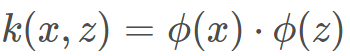 k(x, z) = ϕ(x) · ϕ(z)